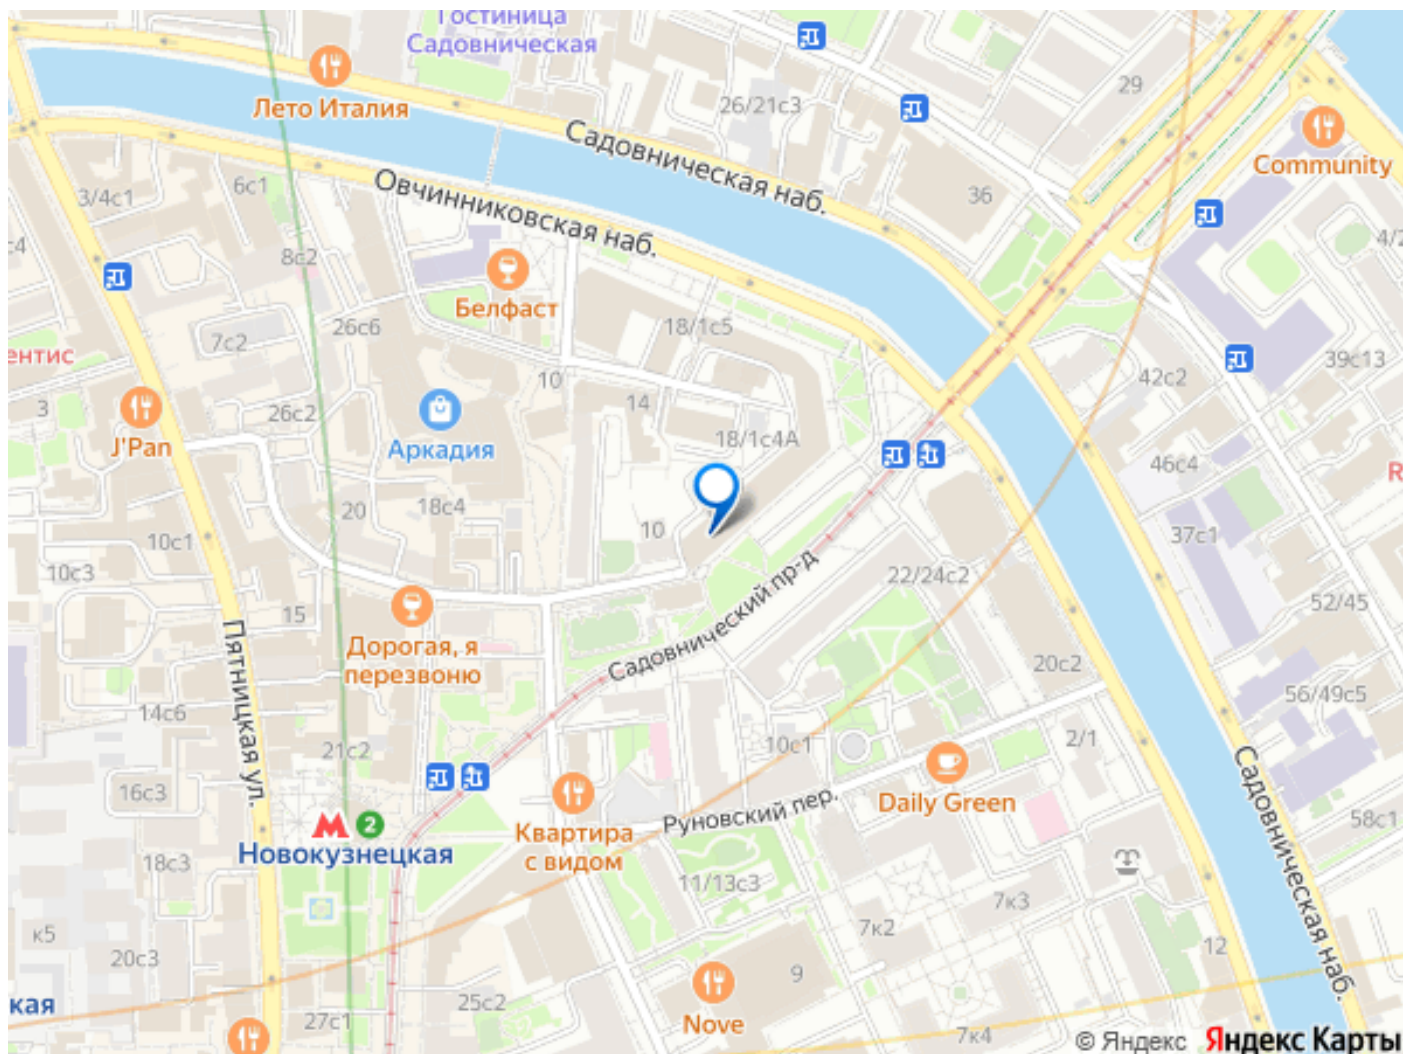 Гостиница
Садовническая
29
26/21с3
Лето Италия
Community
Садовническая наб.
Овчинниковская наб.
6с1
3/4с1
36
4/2
с4
8с2
Белфаст
26с6
18/1с5
7с2
ентис
39с13
42с2
10
3
14
26с2
J'Pan
Аркадия
18/1с4А
46с4
R
18с4
20
10
37с1
10с1
10с3
22/24с2
52/45
15
Дорогая, я
перезвоню
Садовнический пр-д
Пятницкая ул.
20с2
56/49с5
14с6
21с2
10с1
2/1
Садовническая наб.
16с3
Daily Green
Руновский пер.
58с1
2
Новокузнецкая
Квартира
с видом
18с3
11/13с3
7к3
7к2
к5
12
20с3
9
кая
25с2
27с1
Nove
7к4
© Яндекс Яндекс Карты